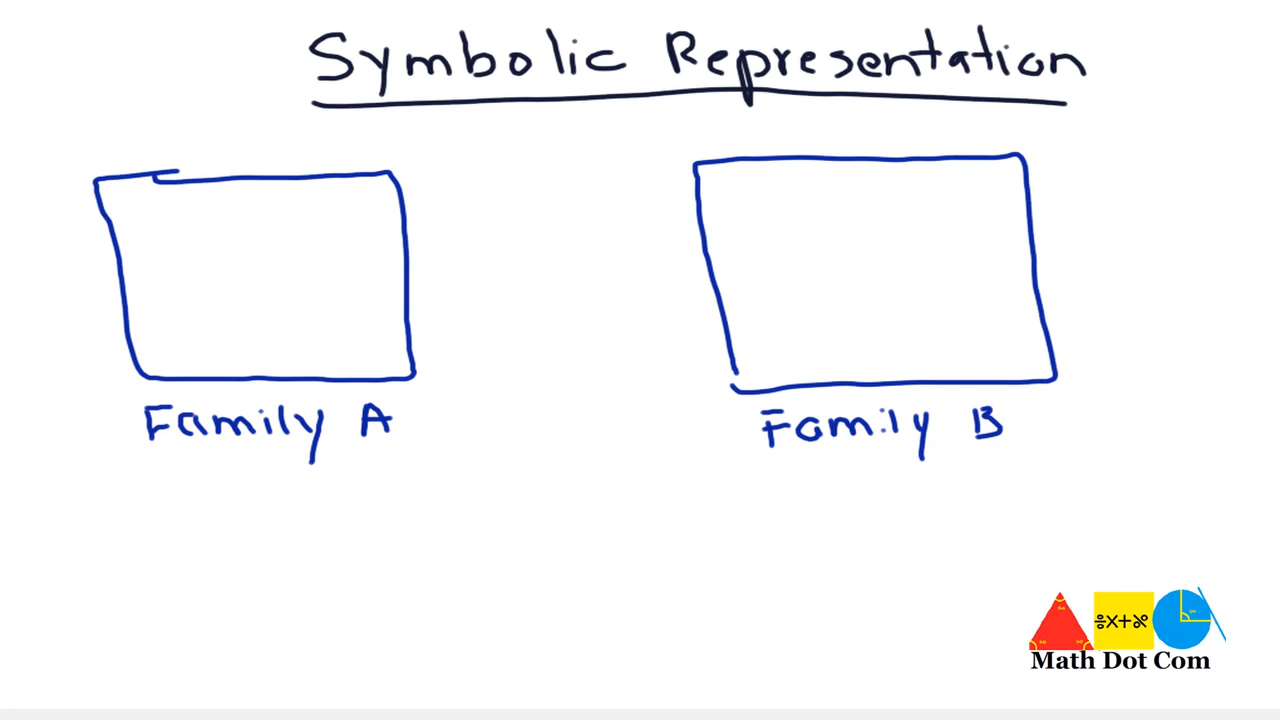 Symbolic Representation
Family A
Family B
÷x+%
Math Dot Com